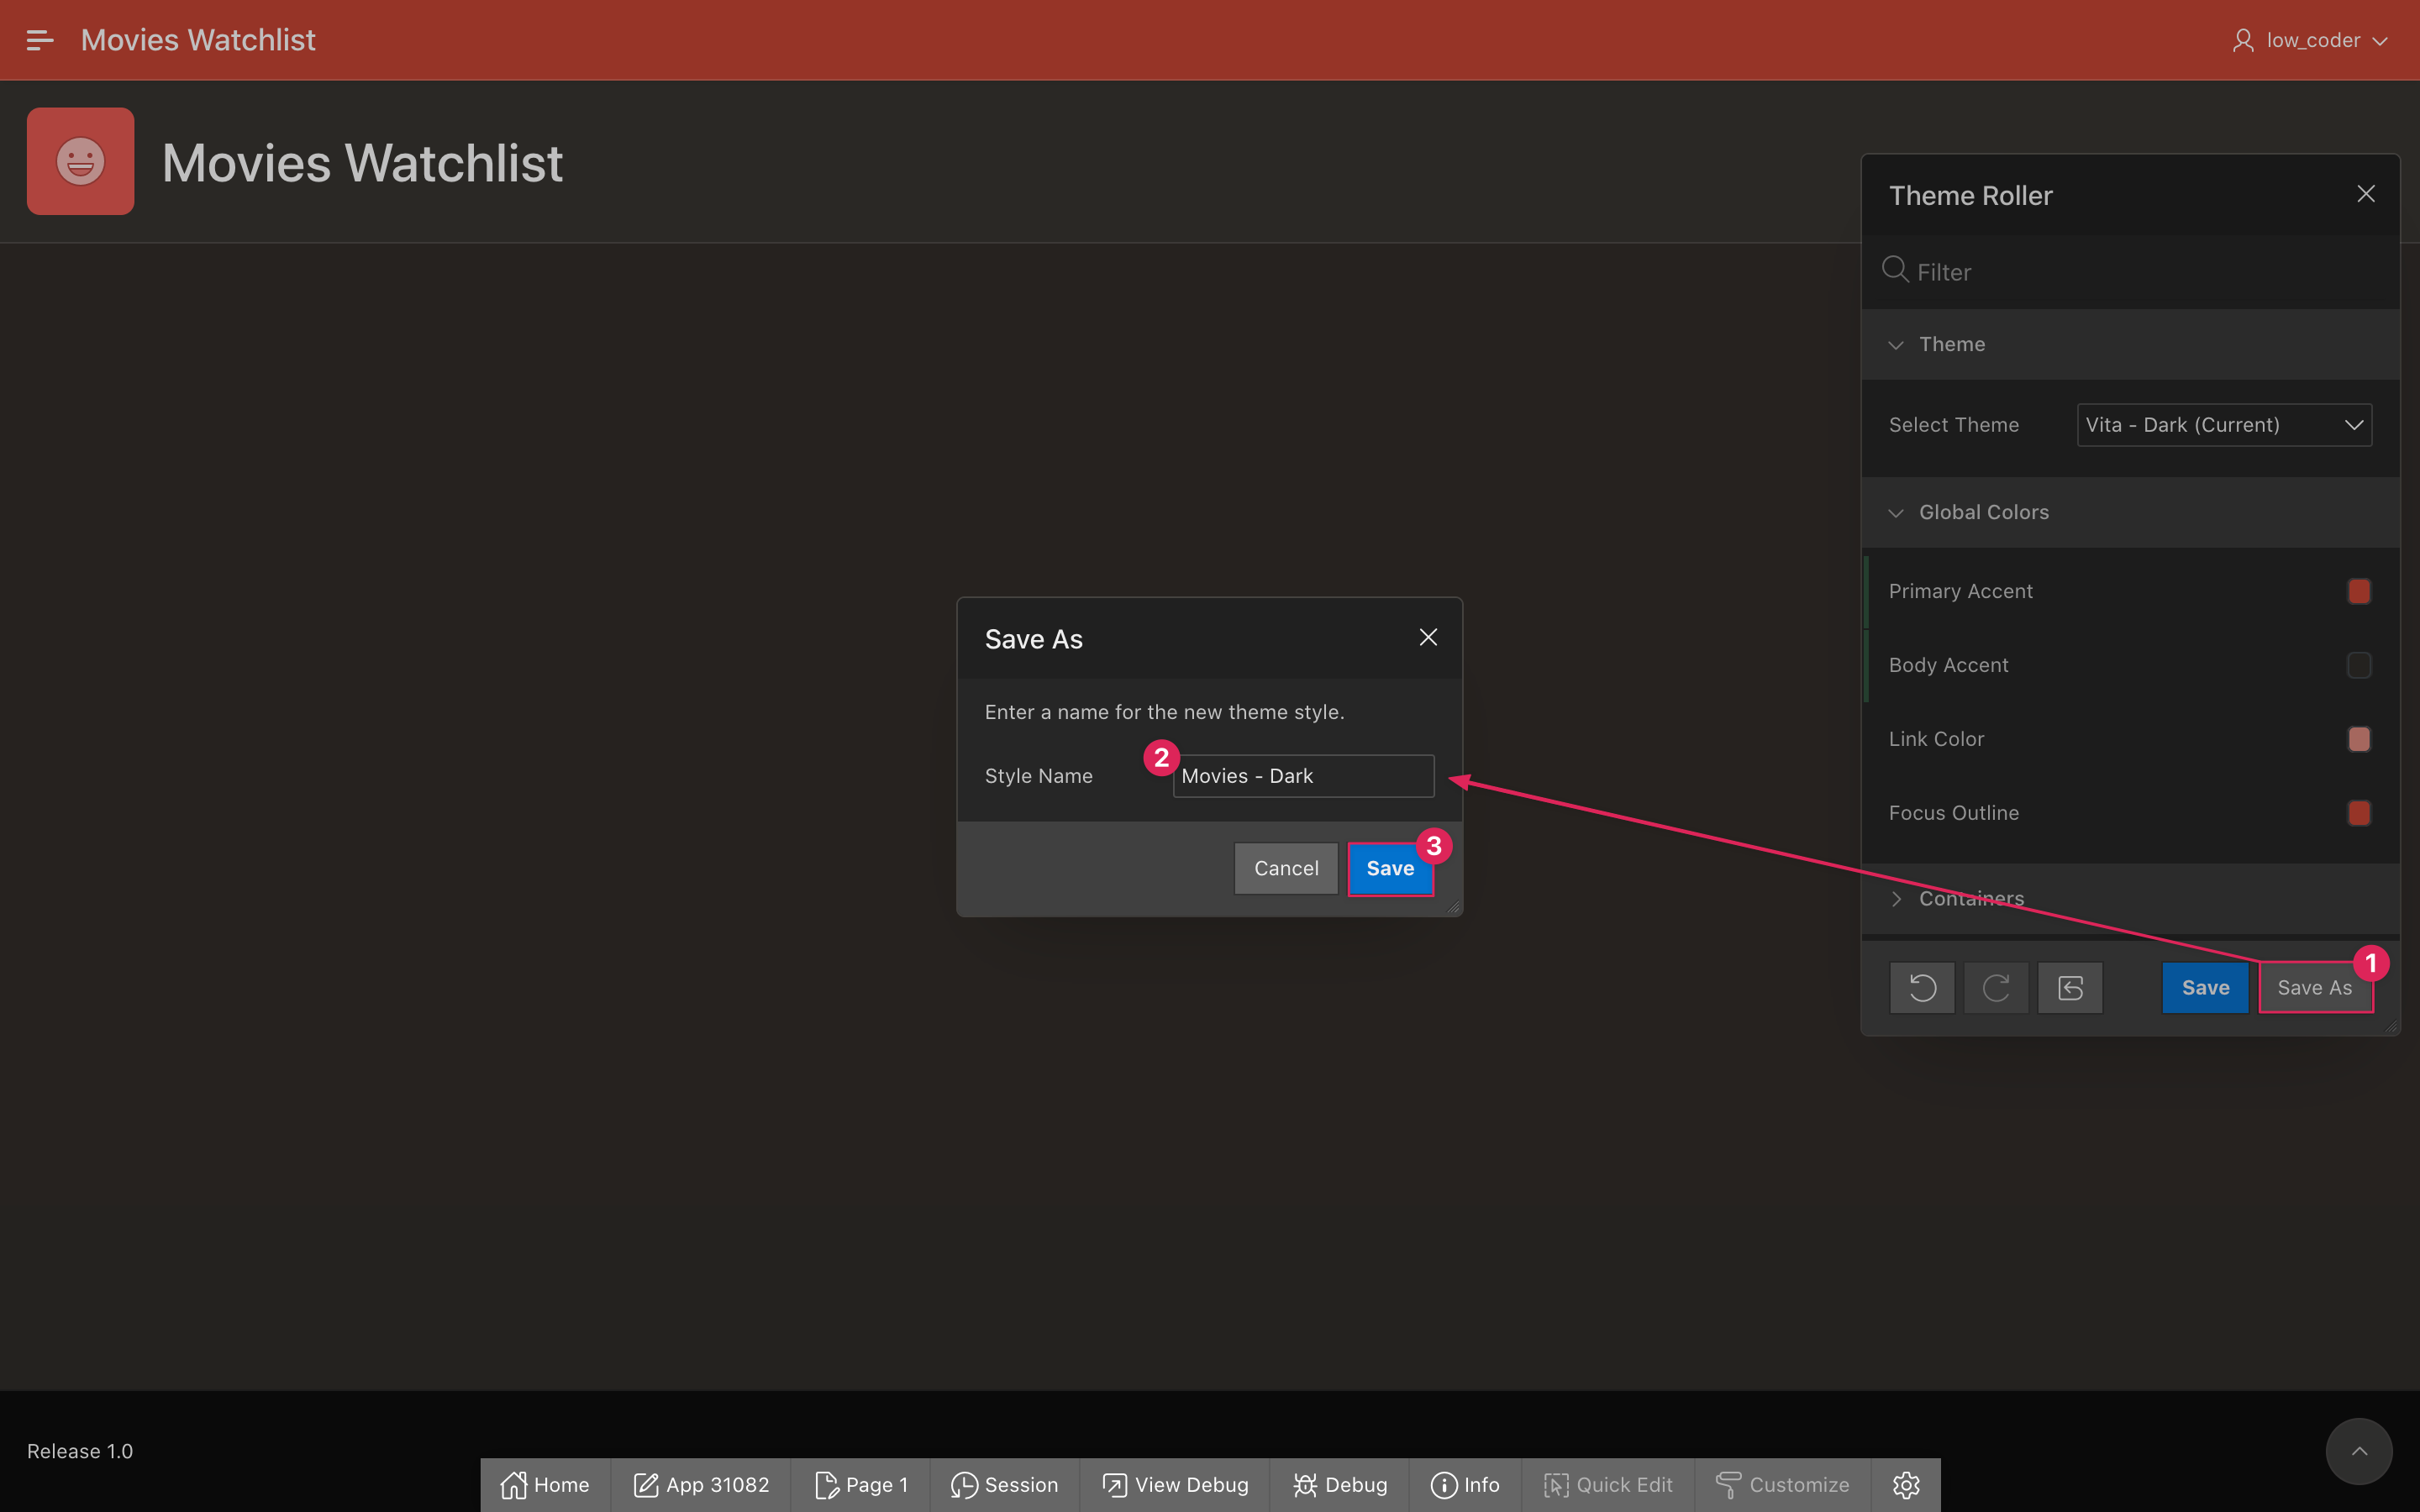 Movies Watchlist
low_coder
Movies Watchlist
Theme Roller
Filter
Theme
Select Theme
Vita - Dark (Current)
Global Colors
Primary Accent
Body Accent
Link Color
Focus Outline
Containers
Save
Save As
1
Save As
Enter a name for the new theme style.
Style Name
2
Movies - Dark
Cancel
Save
3
Release 1.0
Home
App 31082
Page 1
Session
View Debug
Debug
Info
Quick Edit
Customize